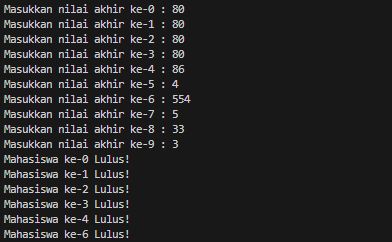 Masukkan nilai akhir ke-0 : 80
Masukkan nilai akhir ke-1 : 80
Masukkan nilai akhir ke-2 : 80
Masukkan nilai akhir ke-3 : 80
Masukkan nilai akhir ke-4 : 86
Masukkan nilai akhir ke-5 : 4
Masukkan nilai akhir ke-6 : 554
Masukkan nilai akhir ke-7 : 5
Masukkan nilai akhir ke-8 : 33
Masukkan nilai akhir ke-9 : 3
Mahasiswa ke-0 Lulus!
Mahasiswa ke-1 Lulus!
Mahasiswa ke-2 Lulus!
Mahasiswa ke-3 Lulus!
Mahasiswa ke-4 Lulus!
Mahasiswa ke-6 Lulus!